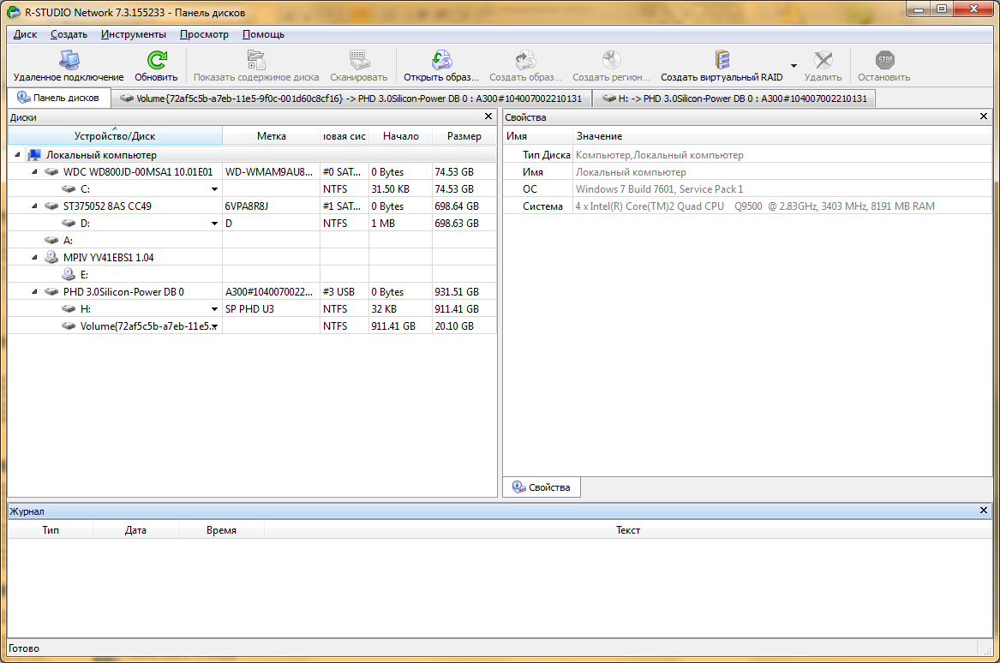 R-STUDIO Network 7.3.155233 - Панель дисков
Диск Создать Инструменты Просмотр Помощь
Удаленное подключение Обновить Показать содержимое диска Сканировать Открыть образ... Создать образ... Создать регион... Создать виртуальный RAID Удалить Остановить
STOP
Панель дисков Volume{72af5c5b-a7eb-11e5-9f0c-001d60c8cf16} -> PHD 3.0Silicon-Power DB 0 : A300#104007002210131 H: -> PHD 3.0Silicon-Power DB 0 : A300#104007002210131
Диски
Устройство/Диск Метка ювая сис Начало Размер
Локальный компьютер
WDC WD800JD-00MSA1 10.01E01 WD-WMAM9AU8... #0 SAT... 0 Bytes 74.53 GB
C: NTFS 31.50 KB 74.53 GB
ST375052 8AS CC49 6VPA8R8J #1 SAT... 0 Bytes 698.64 GB
D: D NTFS 1 MB 698.63 GB
A:
MPIV YV41EBS1 1.04
E:
PHD 3.0Silicon-Power DB 0 A300#1040070022... #3 USB 0 Bytes 931.51 GB
H: SP PHD U3 NTFS 32 KB 911.41 GB
Volume{72af5c5b-a7eb-11e5... NTFS 911.41 GB 20.10 GB
Свойства
Имя Значение
Тип Диска Компьютер,Локальный компьютер
Имя Локальный компьютер
ОС Windows 7 Build 7601, Service Pack 1
Система 4 x Intel(R) Core(TM)2 Quad CPU Q9500 @ 2.83GHz, 3403 MHz, 8191 MB RAM
Свойства
Журнал
Тип Дата Время Текст
Готово